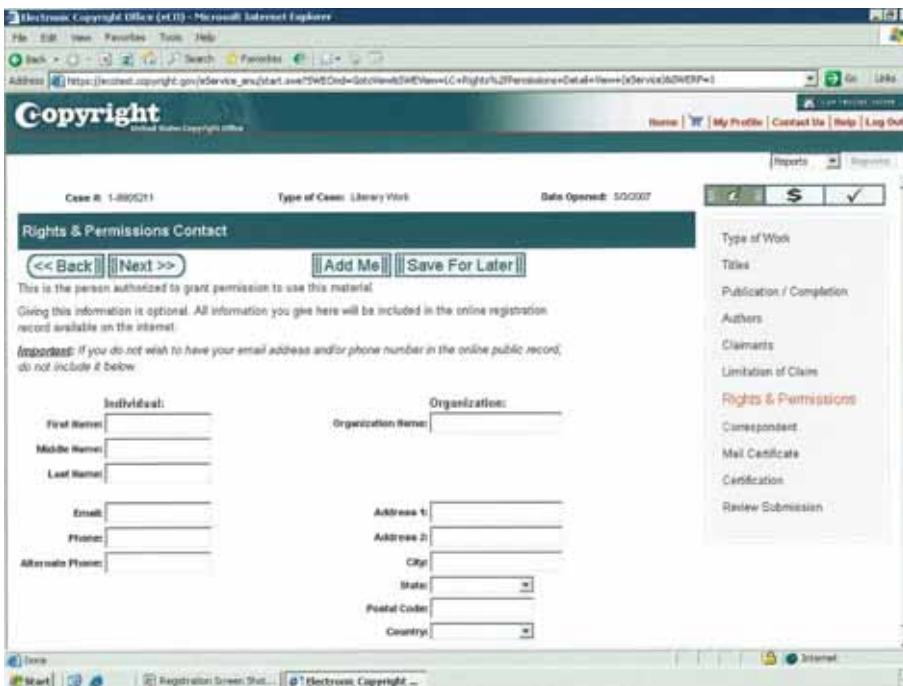 Electronic Copyright Office (eCO) - Microsoft Internet Explorer
File Edit View Favorites Tools Help
Back Search Favorites
Address Go Links
Copyright
United States Copyright Office
Home | My Profile | Contact Us | Help | Log Out
Reports
Case #: 1-8905211 Type of Case: Literary Work Date Opened: 5/3/2007 $ ✓
Rights & Permissions Contact
<< Back Next >> Add Me Save For Later
This is the person authorized to grant permission to use this material.
Giving this information is optional. All information you give here will be included in the online registration
record available on the internet.
Important: If you do not wish to have your email address and/or phone number in the online public record,
do not include it below.
Individual: Organization:
First Name: Organization Name:
Middle Name:
Last Name:
Email: Address 1:
Phone: Address 2:
Alternate Phone: City:
State:
Postal Code:
Country:
Type of Work
Titles
Publication / Completion
Authors
Claimants
Limitation of Claim
Rights & Permissions
Correspondent
Mail Certificate
Certification
Review Submission
Done Internet
Start Registration Screen Shot... Electronic Copyright ...